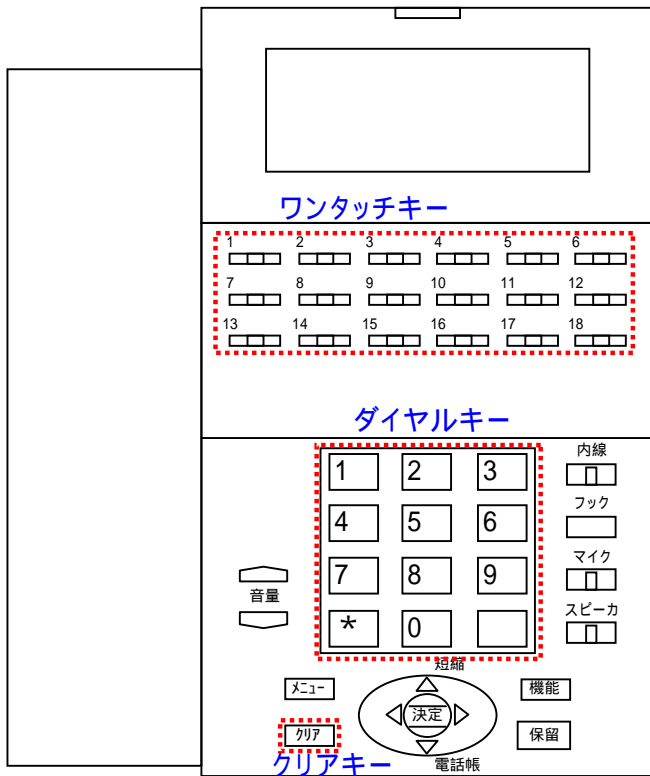 ワンタッチキー
1 2 3 4 5 6
7 8 9 10 11 12
13 14 15 16 17 18
ダイヤルキー
内線
1 2 3
フック
4 5 6
マイク
7 8 9
音量
スピーカ
* 0
短縮
メニュー
機能
決定
クリア
保留
クリアキー
電話帳